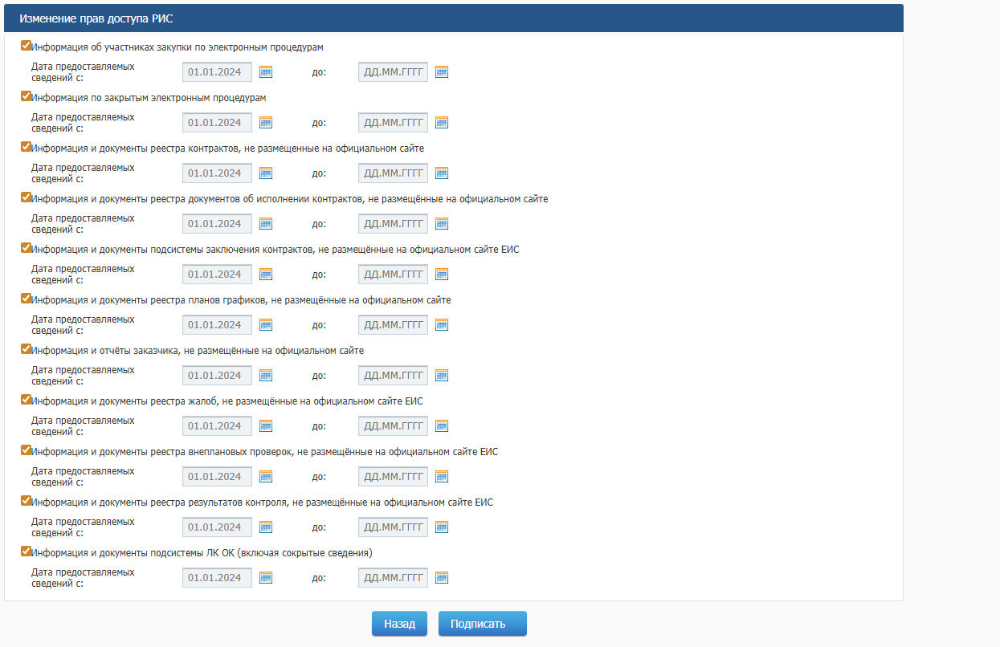 Изменение прав доступа РИС
Информация об участниках закупки по электронным процедурам
Дата предоставляемых
сведений с:
01.01.2024
до:
ДД.ММ.ГГГГ
Информация по закрытым электронным процедурам
Дата предоставляемых
сведений с:
01.01.2024
до:
ДД.ММ.ГГГГ
Информация и документы реестра контрактов, не размещенные на официальном сайте
Дата предоставляемых
сведений с:
01.01.2024
до:
ДД.ММ.ГГГГ
Информация и документы реестра документов об исполнении контрактов, не размещённые на официальном сайте
Дата предоставляемых
сведений с:
01.01.2024
до:
ДД.ММ.ГГГГ
Информация и документы подсистемы заключения контрактов, не размещённые на официальном сайте ЕИС
Дата предоставляемых
сведений с:
01.01.2024
до:
ДД.ММ.ГГГГ
Информация и документы реестра планов графиков, не размещённые на официальном сайте
Дата предоставляемых
сведений с:
01.01.2024
до:
ДД.ММ.ГГГГ
Информация и отчёты заказчика, не размещённые на официальном сайте
Дата предоставляемых
сведений с:
01.01.2024
до:
ДД.ММ.ГГГГ
Информация и документы реестра жалоб, не размещённые на официальном сайте ЕИС
Дата предоставляемых
сведений с:
01.01.2024
до:
ДД.ММ.ГГГГ
Информация и документы реестра внеплановых проверок, не размещённые на официальном сайте ЕИС
Дата предоставляемых
сведений с:
01.01.2024
до:
ДД.ММ.ГГГГ
Информация и документы реестра результатов контроля, не размещённые на официальном сайте ЕИС
Дата предоставляемых
сведений с:
01.01.2024
до:
ДД.ММ.ГГГГ
Информация и документы подсистемы ЛК ОК (включая сокрытые сведения)
Дата предоставляемых
сведений с:
01.01.2024
до:
ДД.ММ.ГГГГ
Назад
Подписать